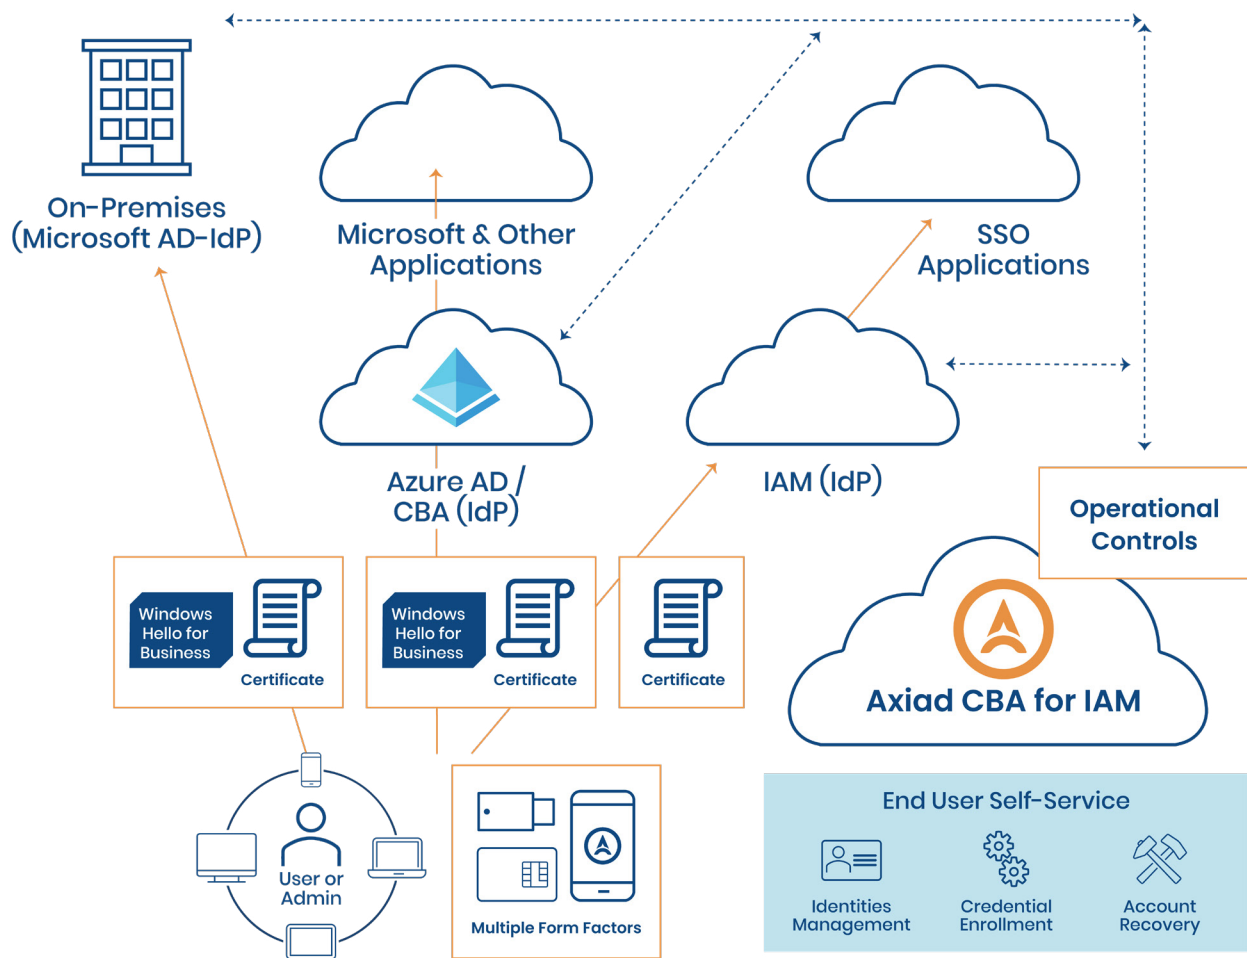 On-Premises
(Microsoft AD-IdP)
Microsoft & Other
Applications
SSO
Applications
Azure AD /
CBA (IdP)
IAM (IdP)
Operational
Controls
Windows
Hello for
Business
Certificate
Windows
Hello for
Business
Certificate
Certificate
Axiad CBA for IAM
User or
Admin
Multiple Form Factors
End User Self-Service
Identities
Management
Credential
Enrollment
Account
Recovery